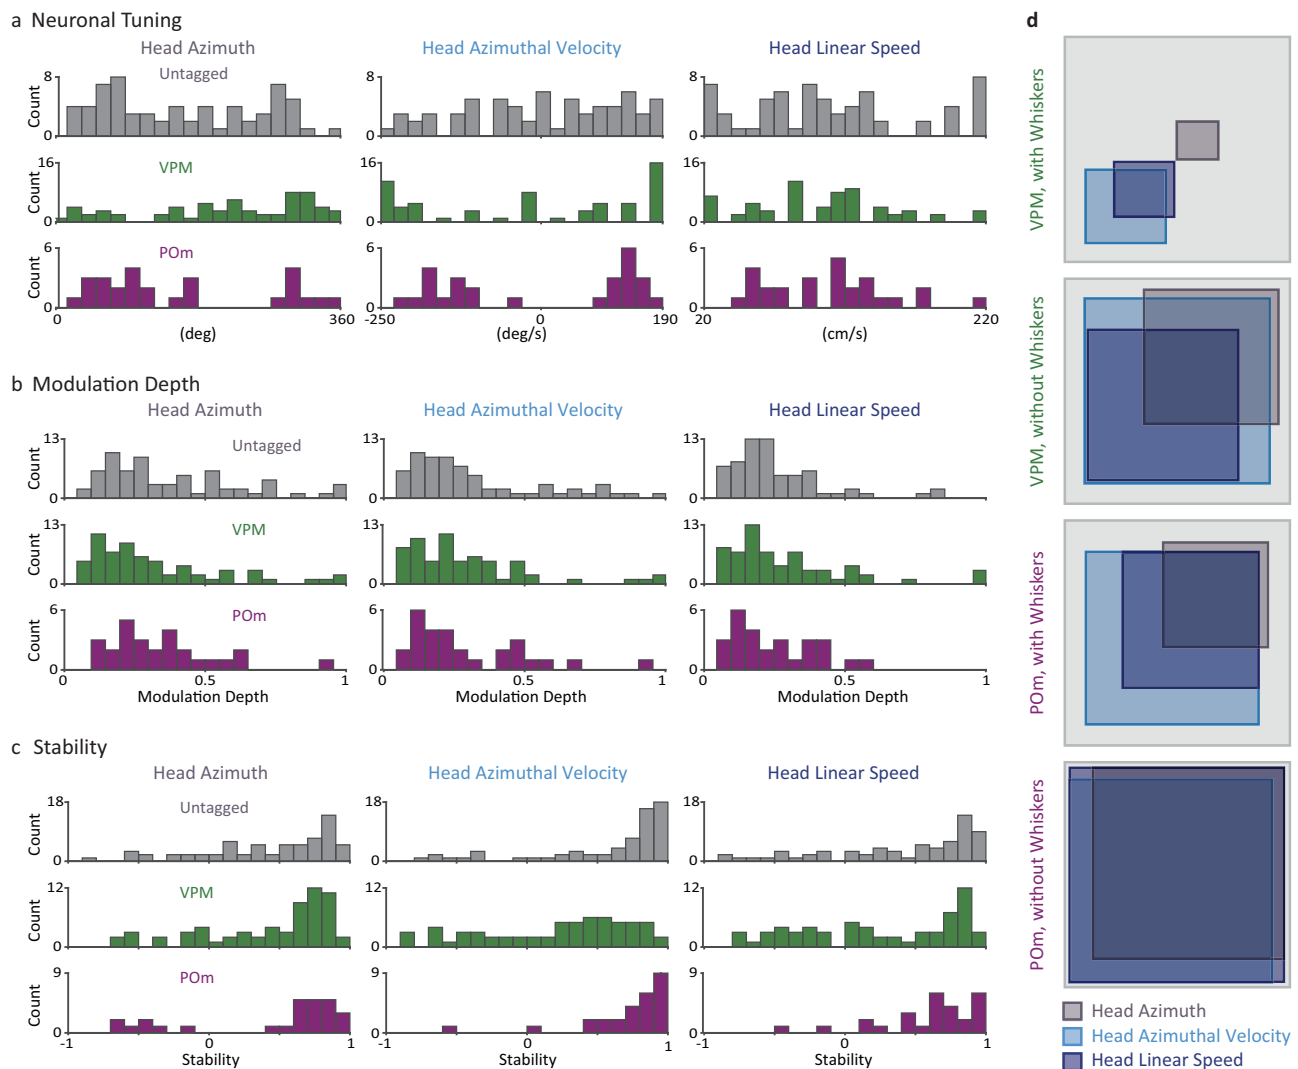 a Neuronal Tuning
Head Azimuth
Head Azimuthal Velocity
Head Linear Speed
Untagged
8
Count
0
8
0
8
0
VPM
16
Count
0
16
0
16
0
POm
6
Count
0
6
0
6
0
0
360
-250
0
190
20
220
(deg)
(deg/s)
(cm/s)
b Modulation Depth
Head Azimuth
Head Azimuthal Velocity
Head Linear Speed
Untagged
13
Count
0
13
0
13
0
VPM
13
Count
0
13
0
13
0
POm
6
Count
0
6
0
6
0
0
0.5
1
0
0.5
1
0
0.5
1
Modulation Depth
Modulation Depth
Modulation Depth
c Stability
Head Azimuth
Head Azimuthal Velocity
Head Linear Speed
Untagged
18
Count
0
18
0
18
0
VPM
12
Count
0
12
0
12
0
POm
9
Count
0
9
0
9
0
-1
0
1
-1
0
1
-1
0
1
Stability
Stability
Stability
d
VPM, with Whiskers
VPM, without Whiskers
POm, with Whiskers
POm, without Whiskers
Head Azimuth
Head Azimuthal Velocity
Head Linear Speed